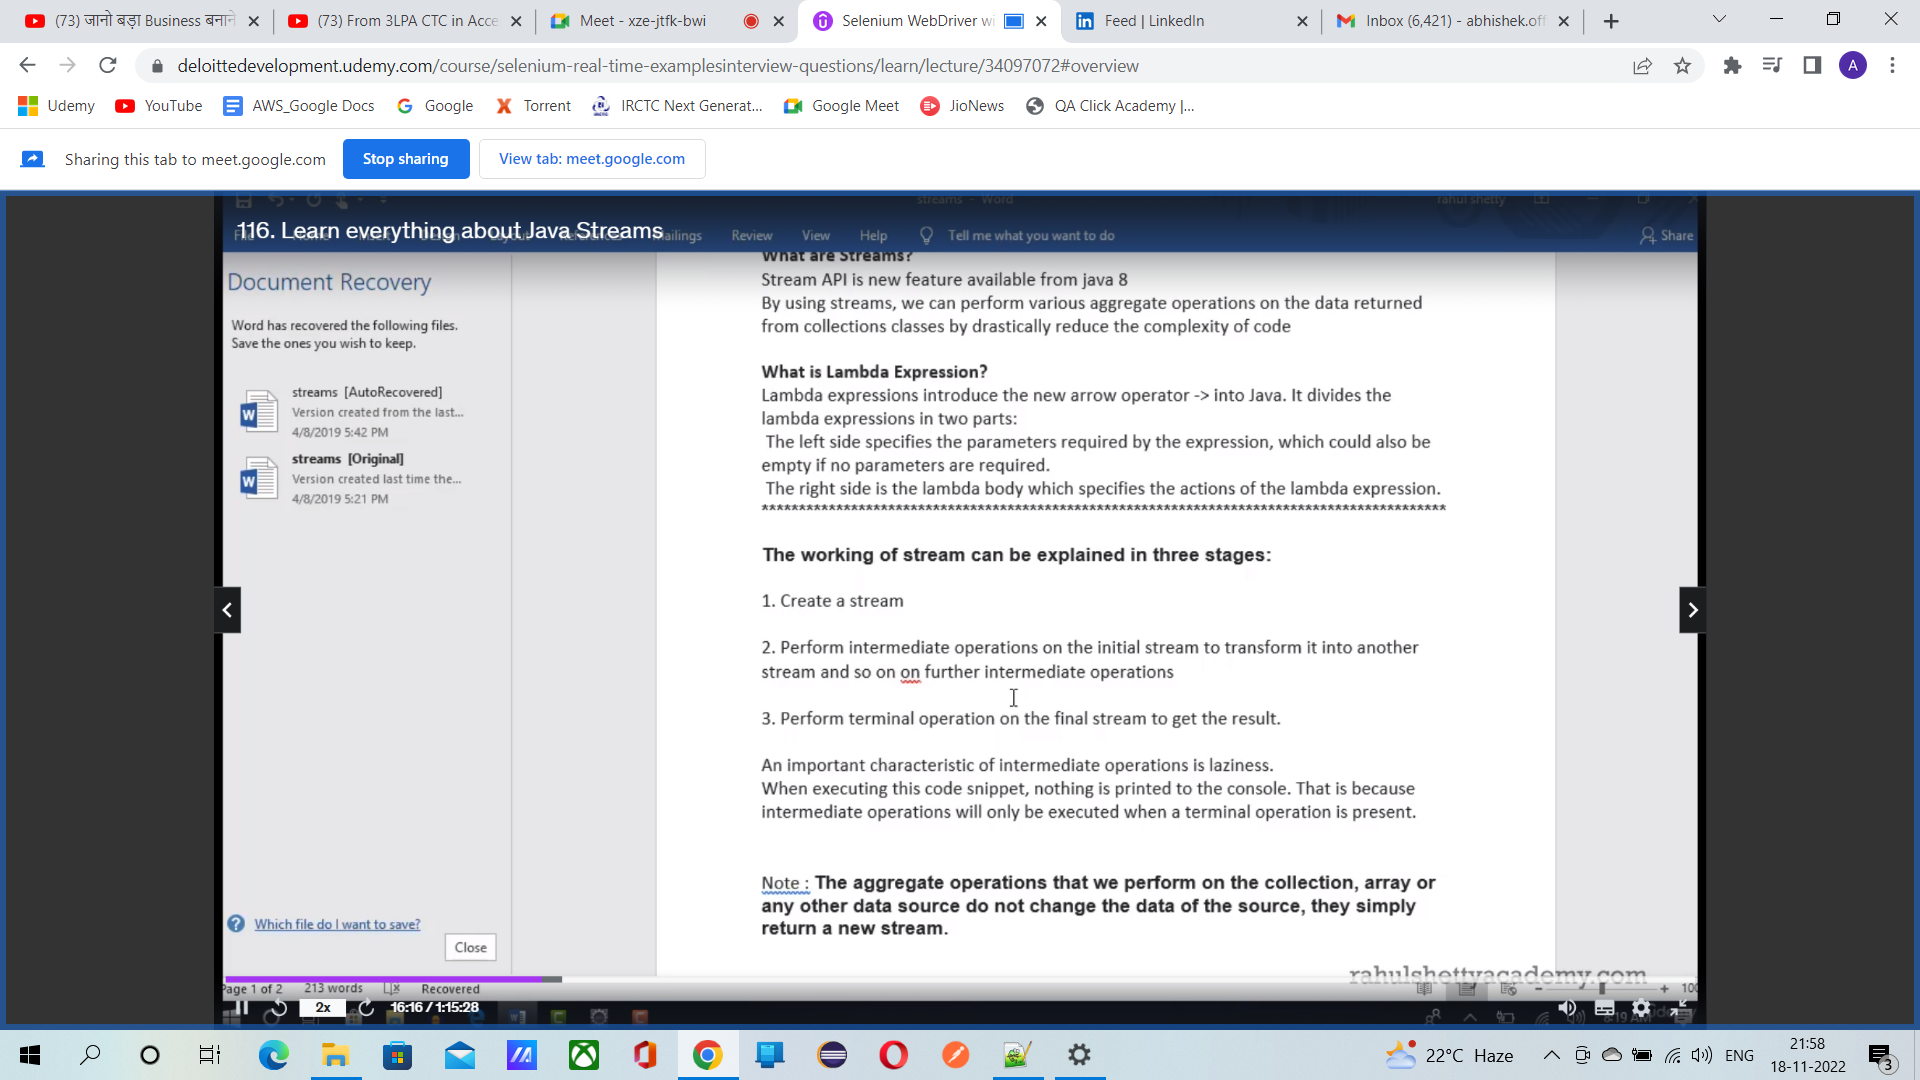 (73) जानो बड़ा Business बनाने
(73) From 3LPA CTC in Acce
Meet - xze-jtfk-bwi
Selenium WebDriver wi
Feed | LinkedIn
Inbox (6,421) - abhishek.off
deloittedevelopment.udemy.com/course/selenium-real-time-examplesinterview-questions/learn/lecture/34097072#overview
A
Udemy
YouTube
AWS_Google Docs
Google
Torrent
IRCTC Next Generat...
Google Meet
JioNews
QA Click Academy |...
Sharing this tab to meet.google.com
Stop sharing
View tab: meet.google.com
streams - Word
rahul shetty
116. Learn everything about Java Streams
Mailings
Review
View
Help
Tell me what you want to do
Share
Document Recovery
Word has recovered the following files.
Save the ones you wish to keep.
streams [AutoRecovered]
Version created from the last...
4/8/2019 5:42 PM
streams [Original]
Version created last time the...
4/8/2019 5:21 PM
Which file do I want to save?
Close
What are Streams?
Stream API is new feature available from java 8
By using streams, we can perform various aggregate operations on the data returned
from collections classes by drastically reduce the complexity of code
What is Lambda Expression?
Lambda expressions introduce the new arrow operator -> into Java. It divides the
lambda expressions in two parts:
The left side specifies the parameters required by the expression, which could also be
empty if no parameters are required.
The right side is the lambda body which specifies the actions of the lambda expression.
The working of stream can be explained in three stages:
1. Create a stream
2. Perform intermediate operations on the initial stream to transform it into another
stream and so on on further intermediate operations
3. Perform terminal operation on the final stream to get the result.
An important characteristic of intermediate operations is laziness.
When executing this code snippet, nothing is printed to the console. That is because
intermediate operations will only be executed when a terminal operation is present.
Note : The aggregate operations that we perform on the collection, array or
any other data source do not change the data of the source, they simply
return a new stream.
rahulshettyacademy.com
Page 1 of 2
213 words
Recovered
2x
16:16 / 1:15:28
22°C Haze
ENG
21:58
18-11-2022
3